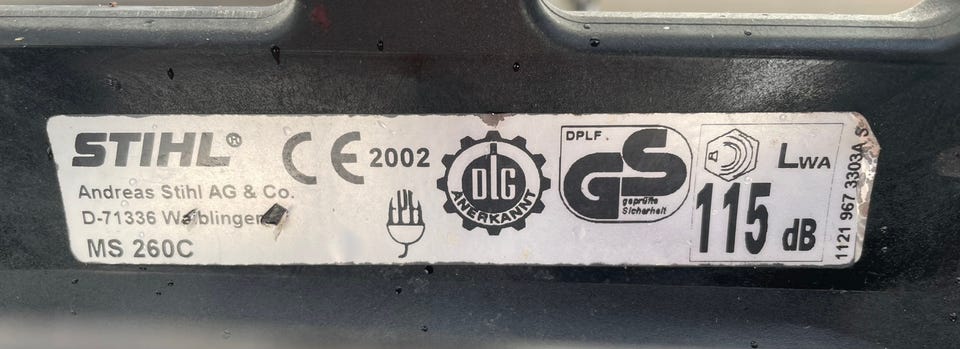 STIHL®
Andreas Stihl AG & Co.
D-71336 Waiblingen
MS 260C
CE 2002
DLG
ANERKANNT
DPLF.
GS
geprüfte
Sicherheit
LWA
115 dB
1121 967 3303A S